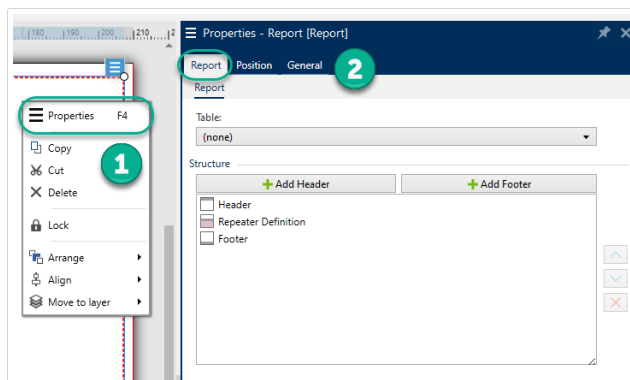 180 190 200 210 2
Properties F4
Copy
1
Cut
Delete
Lock
Arrange
Align
Move to layer
Properties - Report [Report]
Report Position General
2
Report
Table:
(none)
Structure
Add Header Add Footer
Header
Repeater Definition
Footer